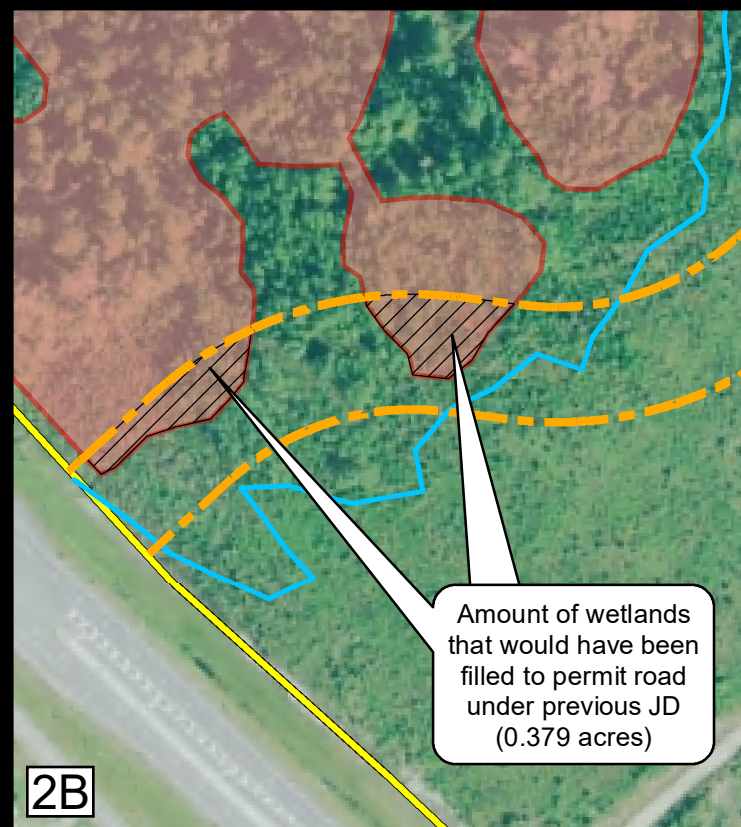 Amount of wetlands
that would have been
filled to permit road
under previous JD
(0.379 acres)
2B